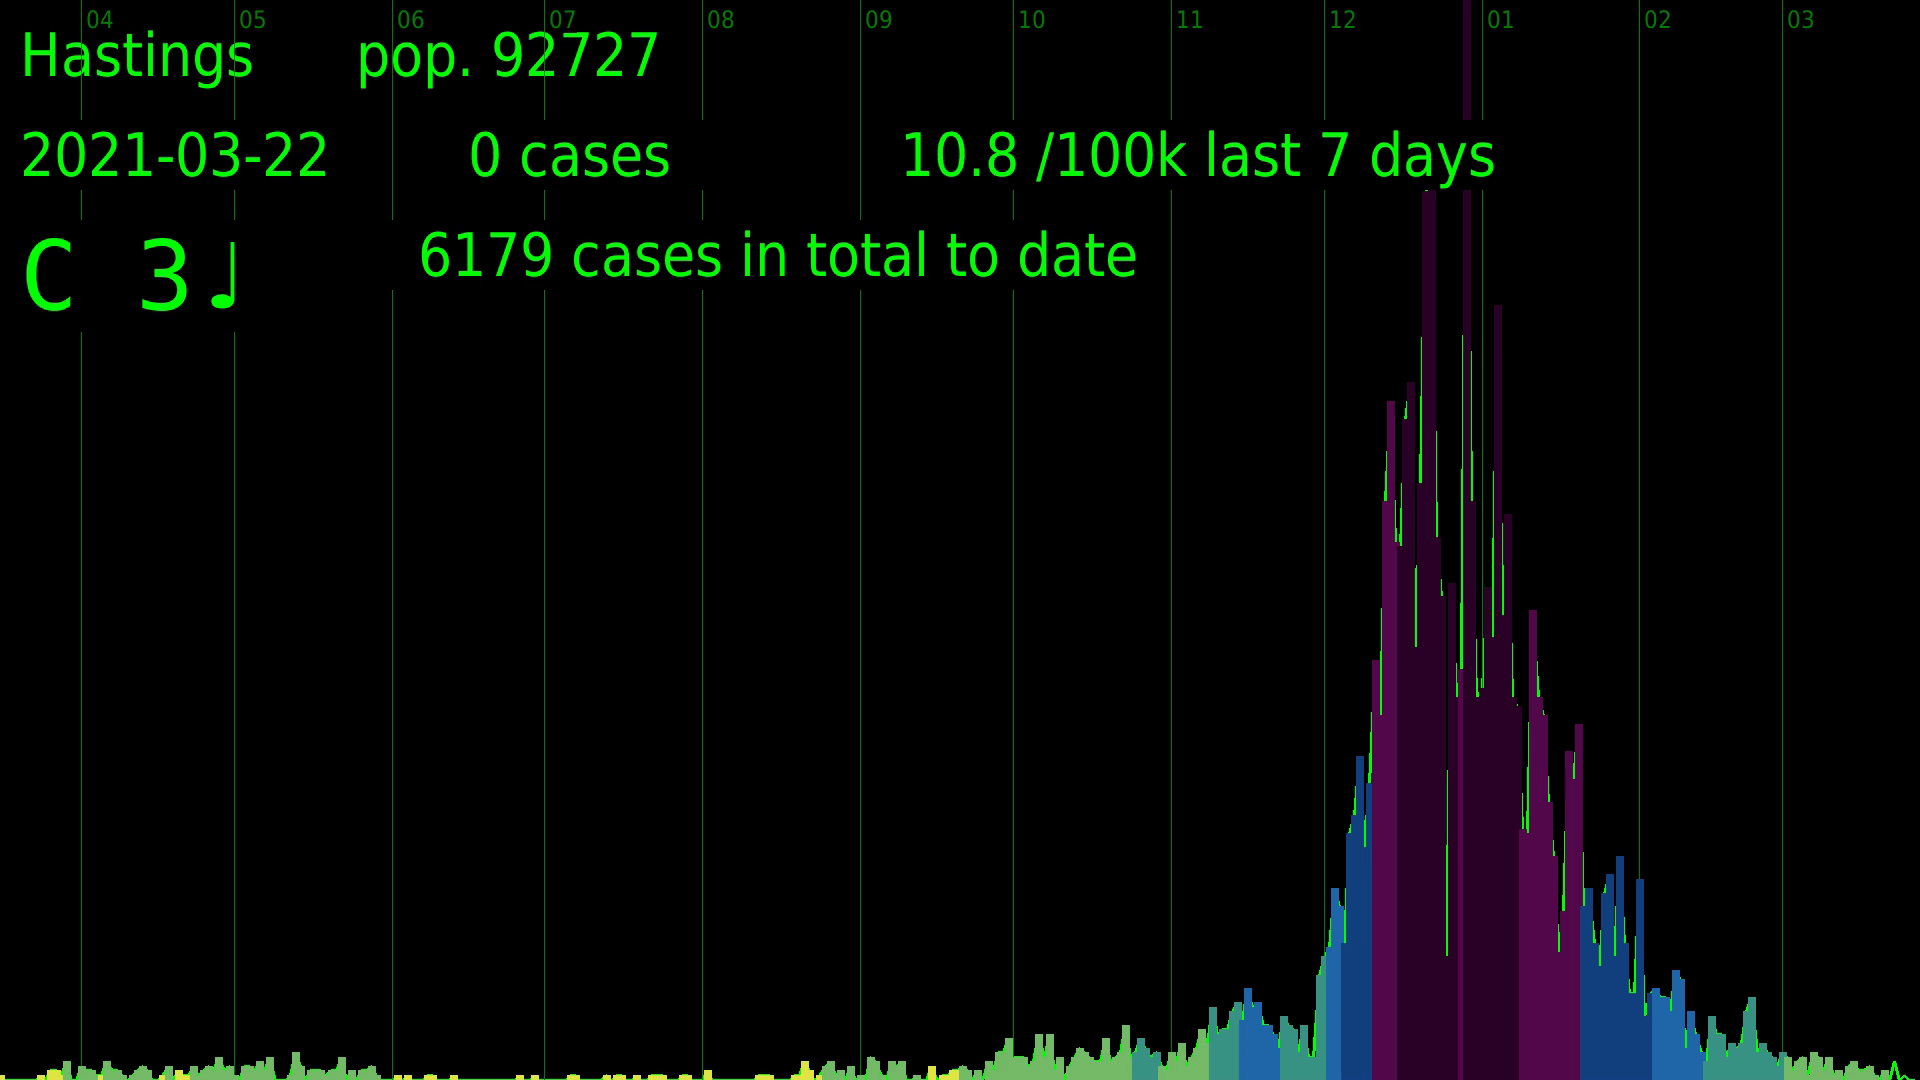 04 05 06 07 08 09 10 11 12 01 02 03
Hastings pop. 92727
2021-03-22 0 cases 10.8 /100k last 7 days
C 3♩ 6179 cases in total to date